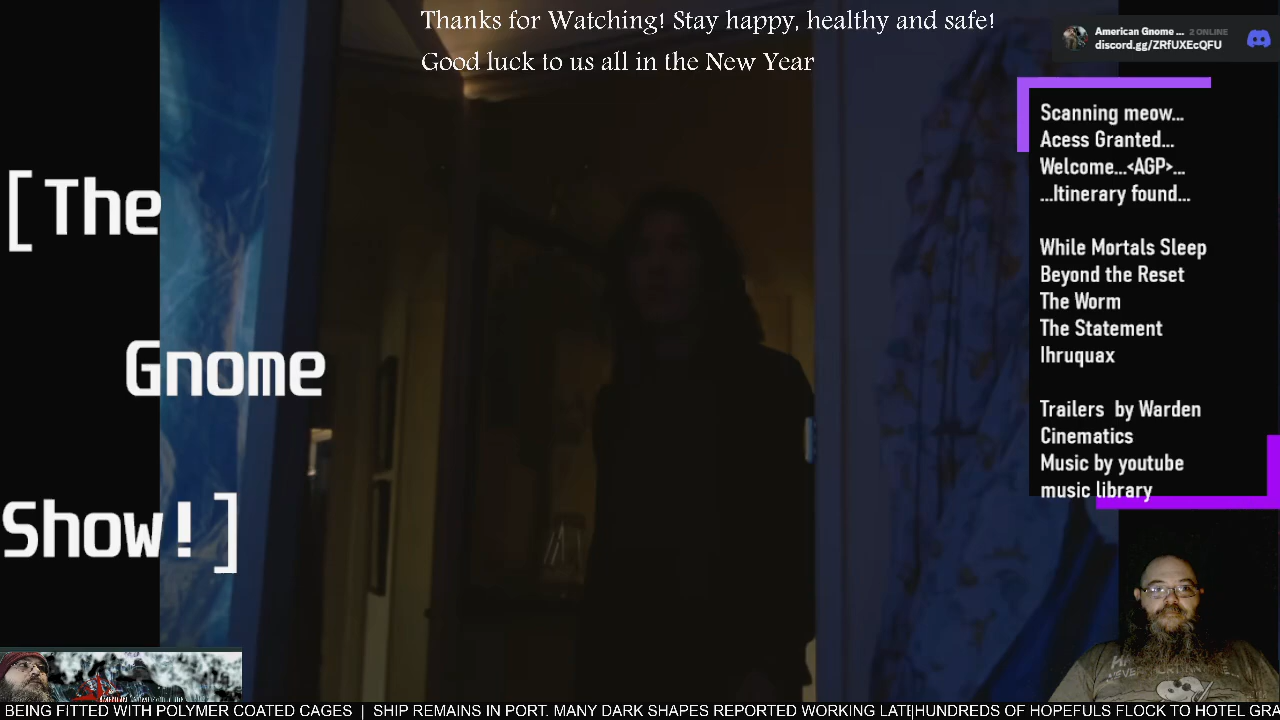 Thanks for Watching! Stay happy, healthy and safe!
Good luck to us all in the New Year
American Gnome ... 2 ONLINE
discord.gg/ZRfUXEcQFU
Scanning meow...
Acess Granted...
Welcome...<AGP>...
...Itinerary found...
While Mortals Sleep
Beyond the Reset
The Worm
The Statement
Ihruquax
Trailers by Warden
Cinematics
Music by youtube
music library
[The
Gnome
Show!]
BEING FITTED WITH POLYMER COATED CAGES | SHIP REMAINS IN PORT. MANY DARK SHAPES REPORTED WORKING LATE|HUNDREDS OF HOPEFULS FLOCK TO HOTEL GRA